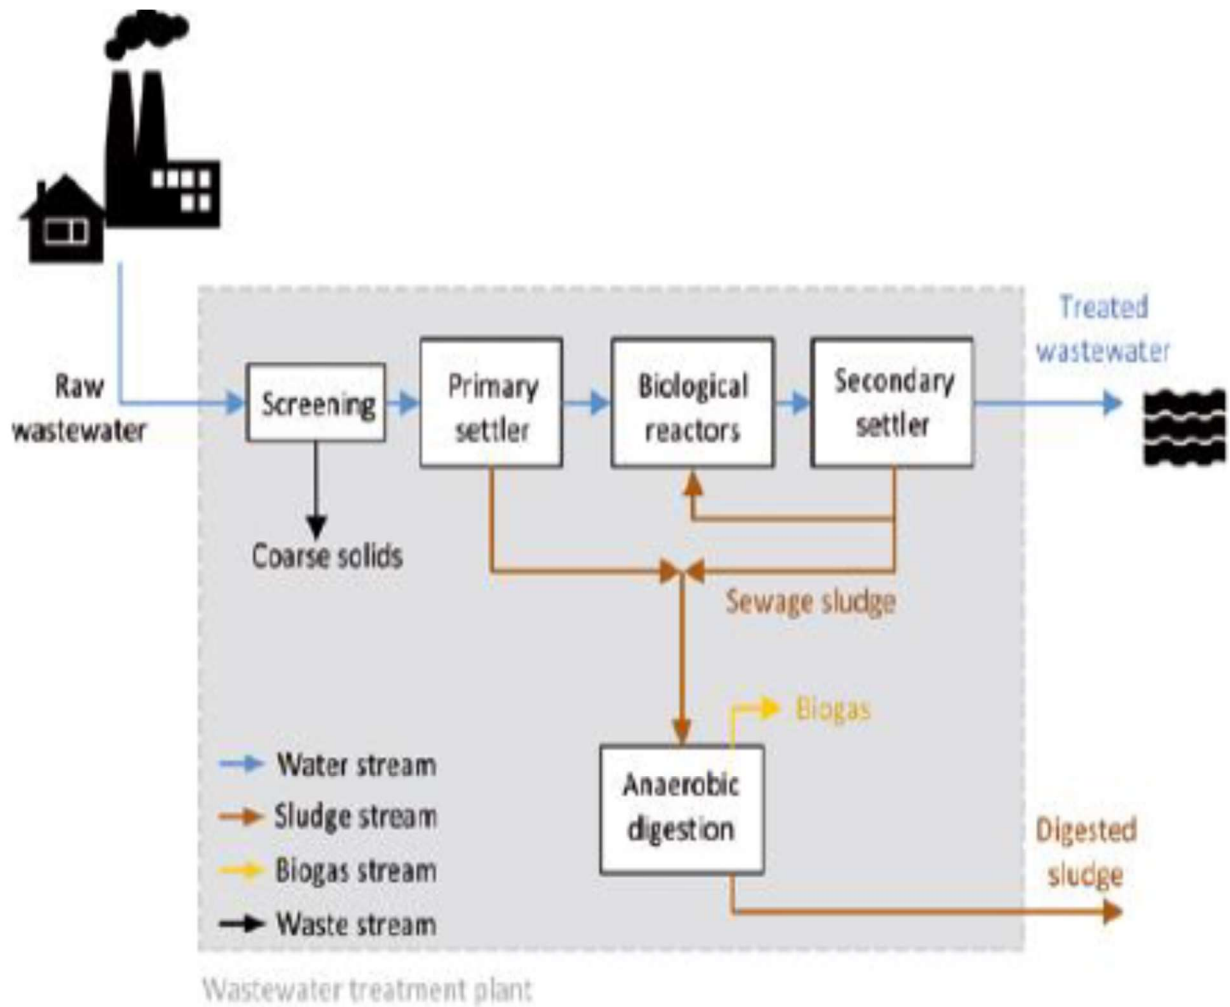 Treated
wastewater
Raw
wastewater
Screening
Primary
settler
Biological
reactors
Secondary
settler
Coarse solids
Sewage sludge
Biogas
Anaerobic
digestion
Water stream
Sludge stream
Biogas stream
Waste stream
Digested
sludge
Wastewater treatment plant